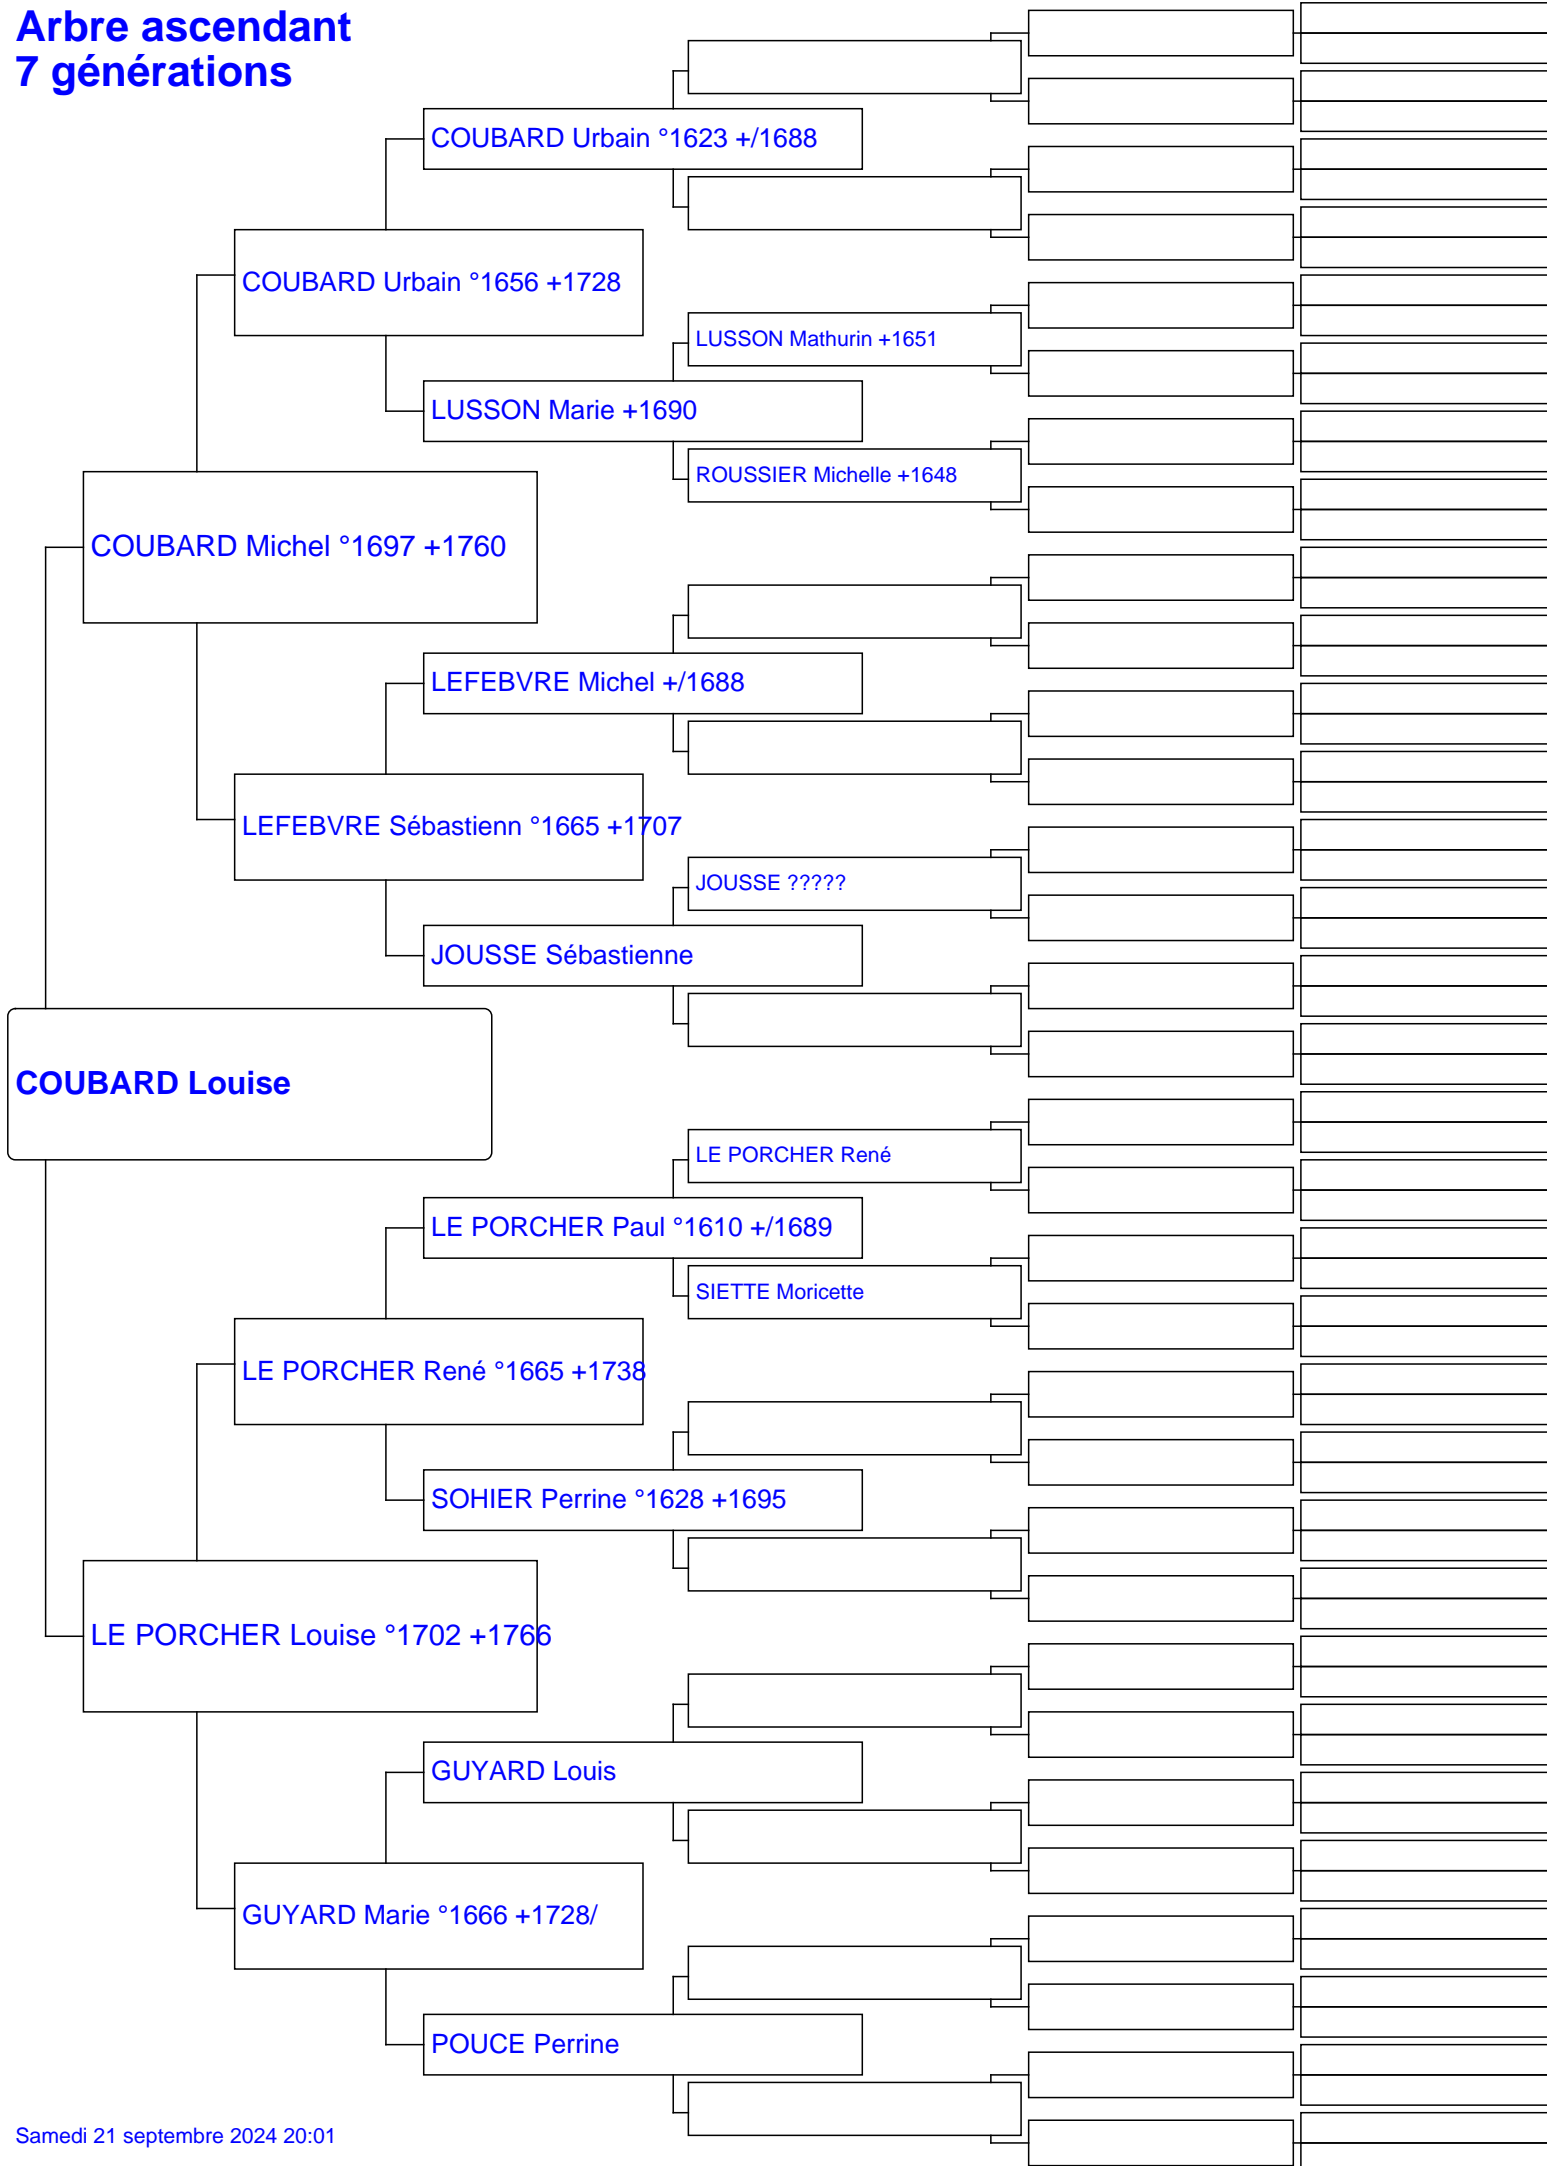 Arbre ascendant
7 générations
COUBARD Urbain °1623 +/1688
COUBARD Urbain °1656 +1728
LUSSON Mathurin +1651
LUSSON Marie +1690
ROUSSIER Michelle +1648
COUBARD Michel °1697 +1760
LEFEBVRE Michel +/1688
LEFEBVRE Sébastienn °1665 +1707
JOUSSE ?????
JOUSSE Sébastienne
COUBARD Louise
LE PORCHER René
LE PORCHER Paul °1610 +/1689
SIETTE Moricette
LE PORCHER René °1665 +1738
SOHIER Perrine °1628 +1695
LE PORCHER Louise °1702 +1766
GUYARD Louis
GUYARD Marie °1666 +1728/
POUCE Perrine
Samedi 21 septembre 2024 20:01